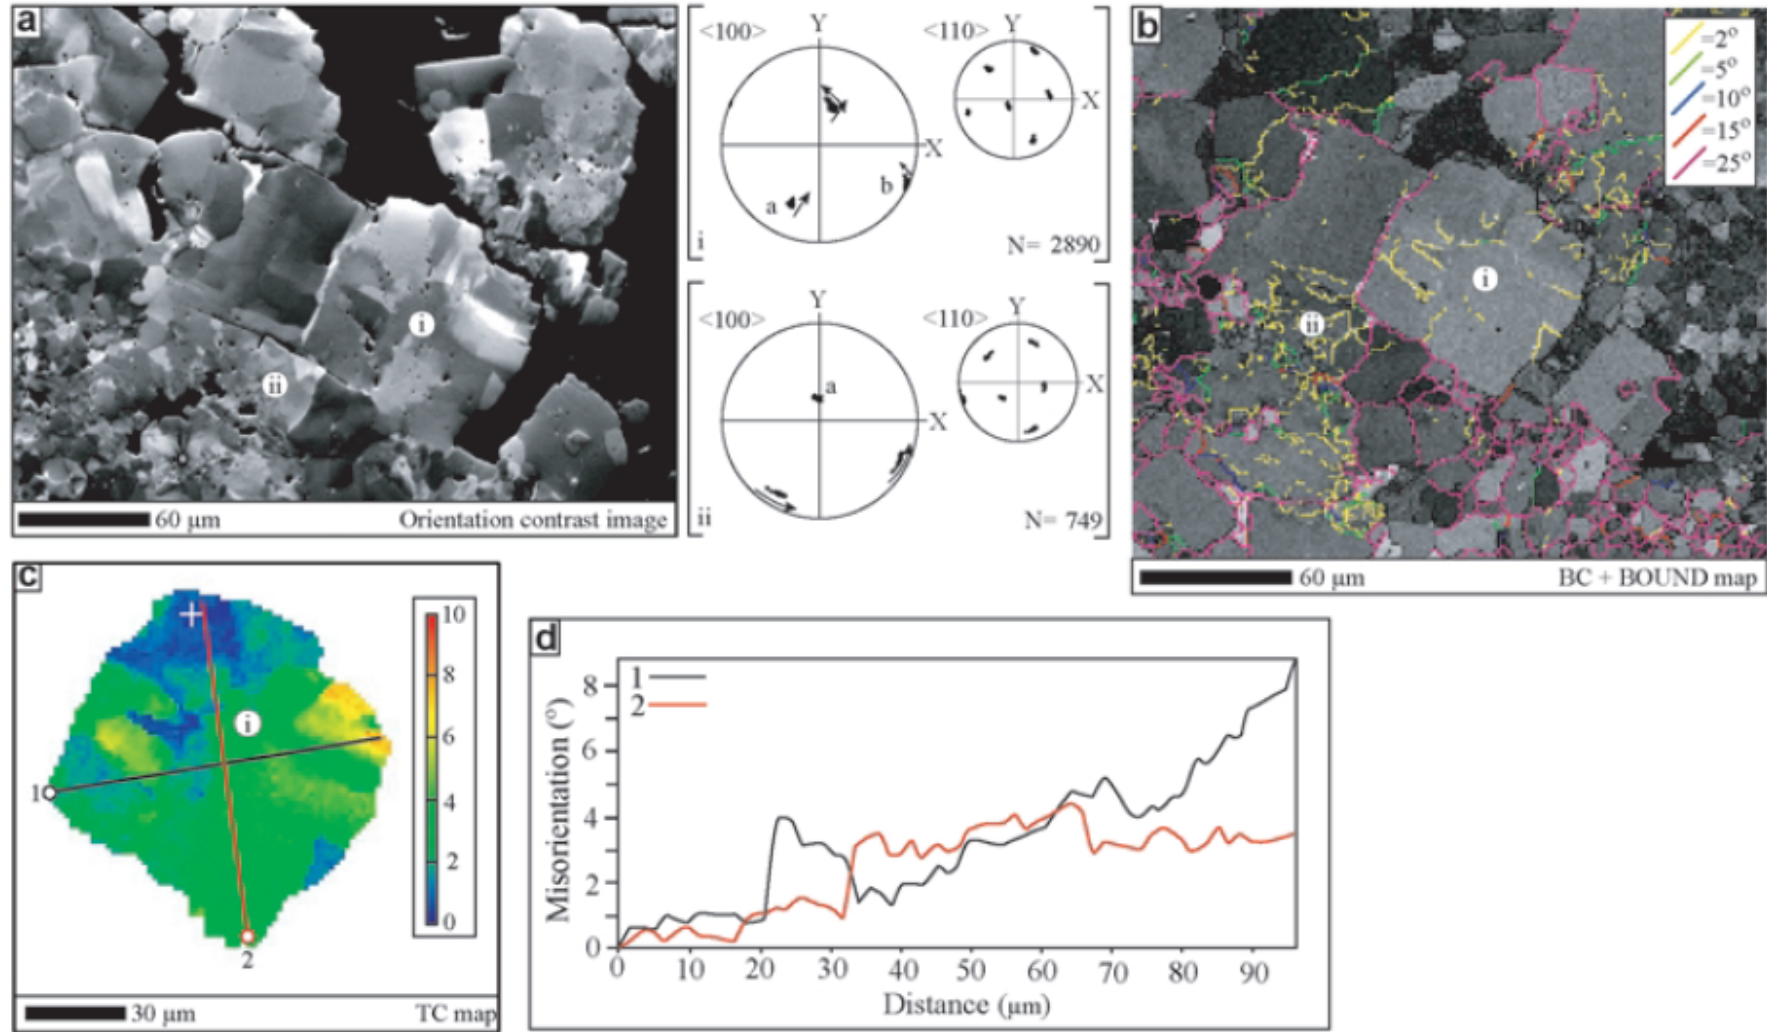 a
i
ii
60 µm
Orientation contrast image
<100>
Y
X
a
b
<110>
Y
X
i
N= 2890
<100>
Y
X
a
<110>
Y
X
ii
N= 749
b
=2°
=5°
=10°
=15°
=25°
i
ii
60 µm
BC + BOUND map
c
10
8
6
4
2
0
i
1
2
30 µm
TC map
d
1
2
Misorientation (°)
8
6
4
2
0
0 10 20 30 40 50 60 70 80 90
Distance (µm)